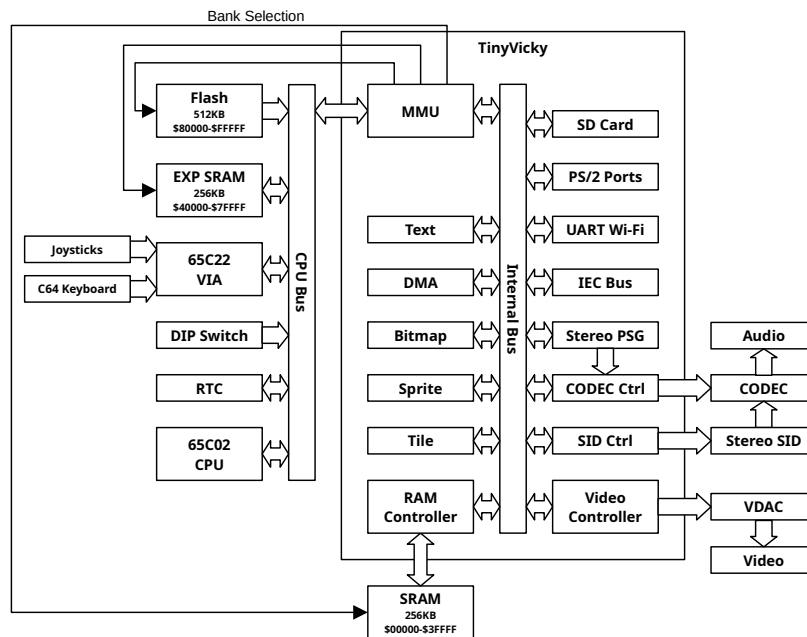 Bank Selection
TinyVicky
Flash
512KB
$80000-$FFFFF
MMU
SD Card
EXP SRAM
256KB
$40000-$7FFFF
PS/2 Ports
Joysticks
C64 Keyboard
65C22
VIA
CPU Bus
Text
Internal Bus
UART Wi-Fi
DMA
IEC Bus
DIP Switch
Bitmap
Stereo PSG
Audio
RTC
Sprite
CODEC Ctrl
CODEC
65C02
CPU
Tile
SID Ctrl
Stereo SID
RAM
Controller
Video
Controller
VDAC
Video
SRAM
256KB
$00000-$3FFFF